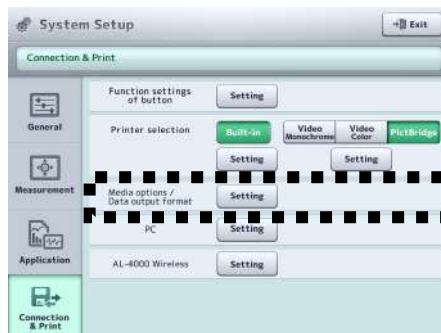 System Setup
Exit
Connection & Print
General
Measurement
Application
Connection
& Print
Function settings
of button
Setting
Printer selection
Built-in
Video
Monochrome
Video
Color
PictBridge
Setting
Setting
Media options /
Data output format
Setting
PC
Setting
AL-4000 Wireless
Setting